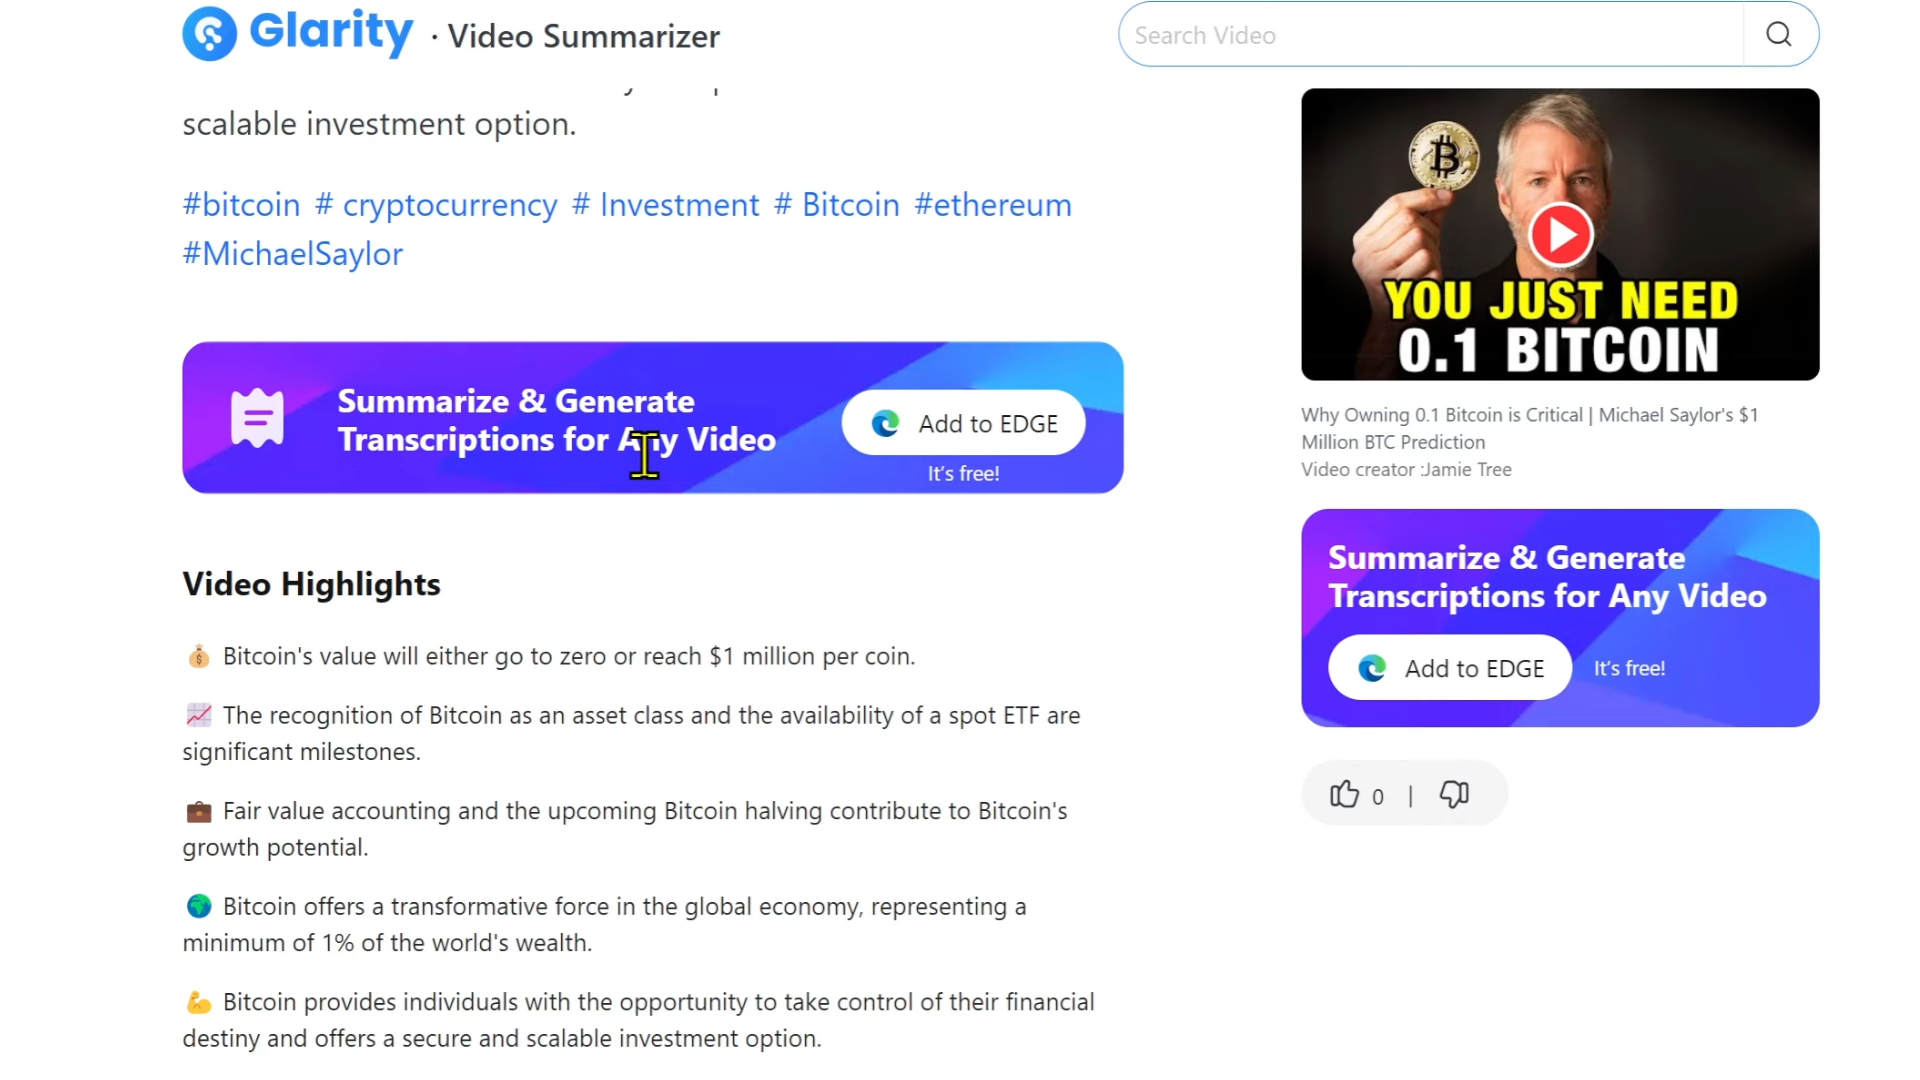 Glarity · Video Summarizer
Search Video
scalable investment option.
#bitcoin # cryptocurrency # Investment # Bitcoin #ethereum
#MichaelSaylor
Summarize & Generate
Transcriptions for Any Video
Add to EDGE
It's free!
Video Highlights
Bitcoin's value will either go to zero or reach $1 million per coin.
The recognition of Bitcoin as an asset class and the availability of a spot ETF are
significant milestones.
Fair value accounting and the upcoming Bitcoin halving contribute to Bitcoin's
growth potential.
Bitcoin offers a transformative force in the global economy, representing a
minimum of 1% of the world's wealth.
Bitcoin provides individuals with the opportunity to take control of their financial
destiny and offers a secure and scalable investment option.
YOU JUST NEED
0.1 BITCOIN
Why Owning 0.1 Bitcoin is Critical | Michael Saylor's $1
Million BTC Prediction
Video creator :Jamie Tree
Summarize & Generate
Transcriptions for Any Video
Add to EDGE
It's free!
0 |